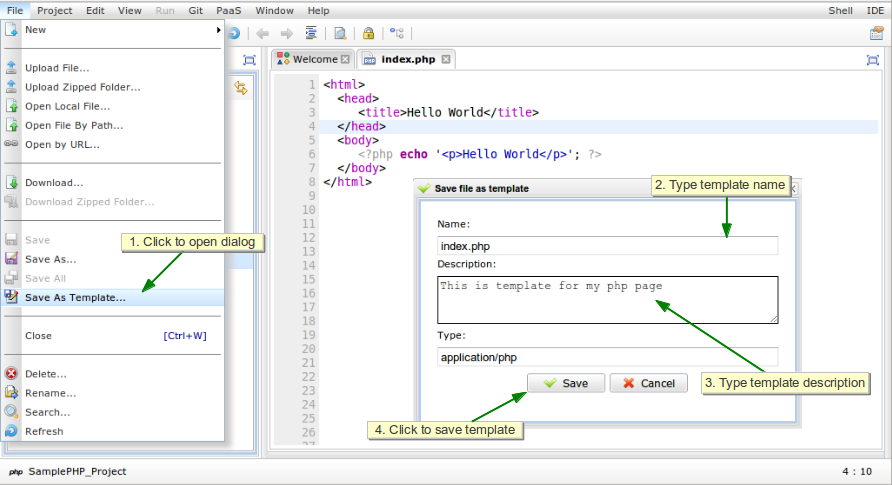 File Project Edit View Run Git PaaS Window Help Shell IDE
New
Upload File...
Upload Zipped Folder...
Open Local File...
Open File By Path...
Open by URL...
Download...
Download Zipped Folder...
Save
Save As...
Save All
Save As Template...
Close [Ctrl+W]
Delete...
Rename...
Search...
Refresh
1. Click to open dialog
Welcome index.php
1 <html>
2 <head>
3 <title>Hello World</title>
4 </head>
5 <body>
6 <?php echo '<p>Hello World</p>'; ?>
7 </body>
8 </html>
9
10
11
12
13
14
15
16
17
18
19
20
21
22
23
24
25
26
27
Save file as template
2. Type template name
Name:
index.php
Description:
This is template for my php page
Type:
application/php
Save Cancel
3. Type template description
4. Click to save template
php SamplePHP_Project 4 : 10